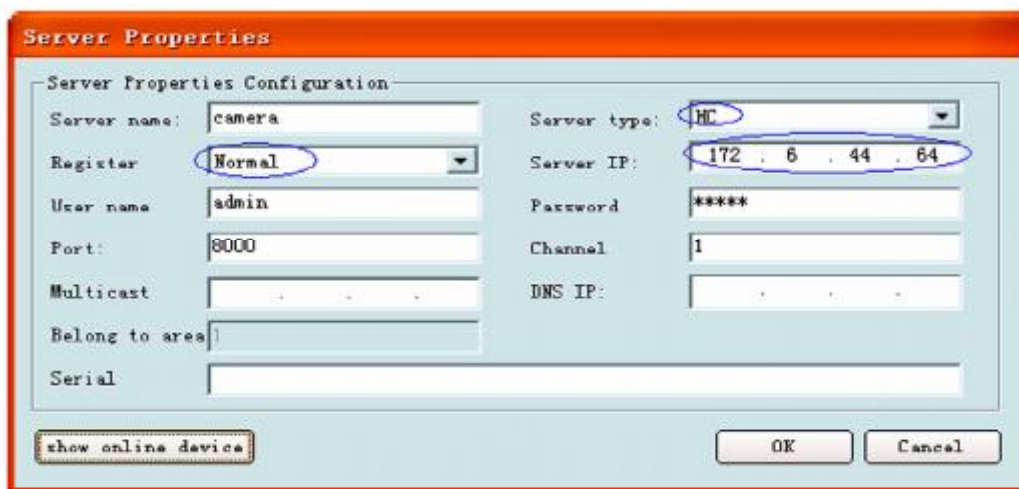 Server Properties
Server Properties Configuration
Server name: camera Server type: HC
Register Normal Server IP: 172 . 6 . 44 . 64
User name admin Password *****
Port: 8000 Channel 1
Multicast . . . DNS IP: . . .
Belong to area 1
Serial
show online device OK Cancel